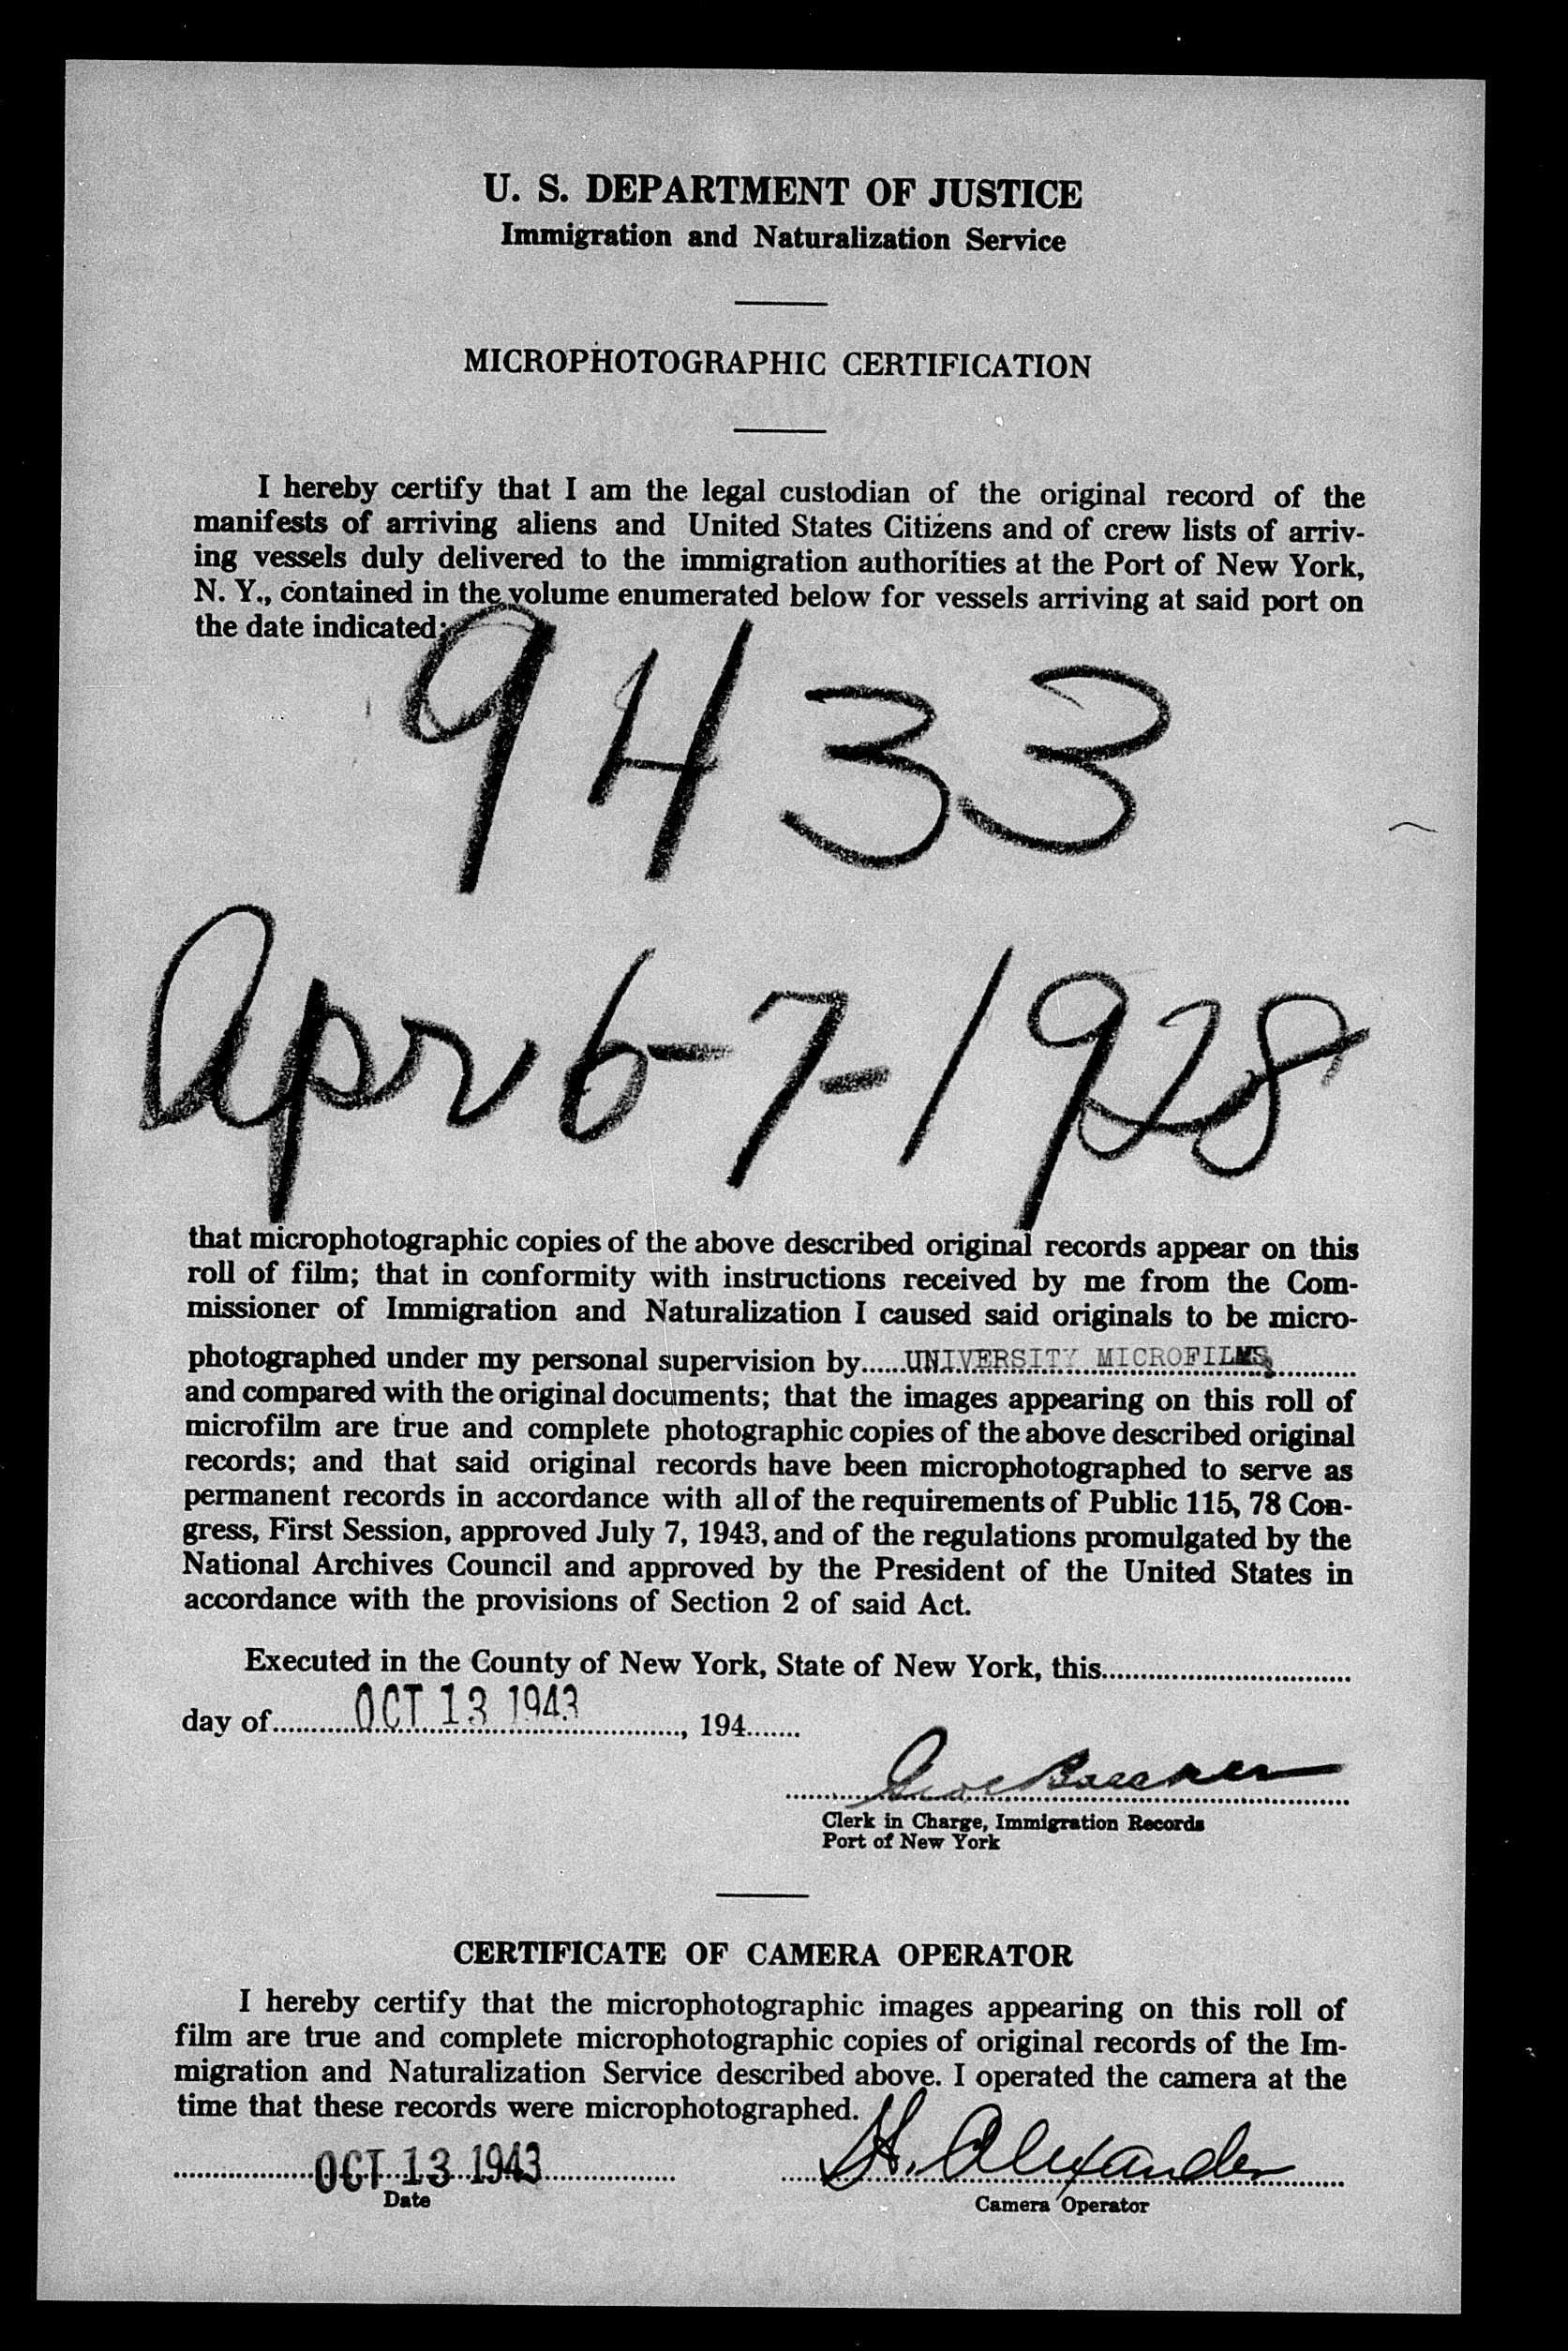 U. S. DEPARTMENT OF JUSTICE
Immigration and Naturalization Service
MICROPHOTOGRAPHIC CERTIFICATION
I hereby certify that I am the legal custodian of the original record of the
manifests of arriving aliens and United States Citizens and of crew lists of arriv-
ing vessels duly delivered to the immigration authorities at the Port of New York,
N. Y., contained in the volume enumerated below for vessels arriving at said port on
the date indicated:
9433
Apr 6-7-1928
that microphotographic copies of the above described original records appear on this
roll of film; that in conformity with instructions received by me from the Com-
missioner of Immigration and Naturalization I caused said originals to be micro-
photographed under my personal supervision by......UNIVERSITY MICROFILMS............
and compared with the original documents; that the images appearing on this roll of
microfilm are true and complete photographic copies of the above described original
records; and that said original records have been microphotographed to serve as
permanent records in accordance with all of the requirements of Public 115, 78 Con-
gress, First Session, approved July 7, 1943, and of the regulations promulgated by the
National Archives Council and approved by the President of the United States in
accordance with the provisions of Section 2 of said Act.
Executed in the County of New York, State of New York, this................................
day of............OCT 13 1943......................, 194.......
Clerk in Charge, Immigration Records
Port of New York
CERTIFICATE OF CAMERA OPERATOR
I hereby certify that the microphotographic images appearing on this roll of
film are true and complete microphotographic copies of original records of the Im-
migration and Naturalization Service described above. I operated the camera at the
time that these records were microphotographed.
OCT 13 1943 H. Alexander
Date Camera Operator